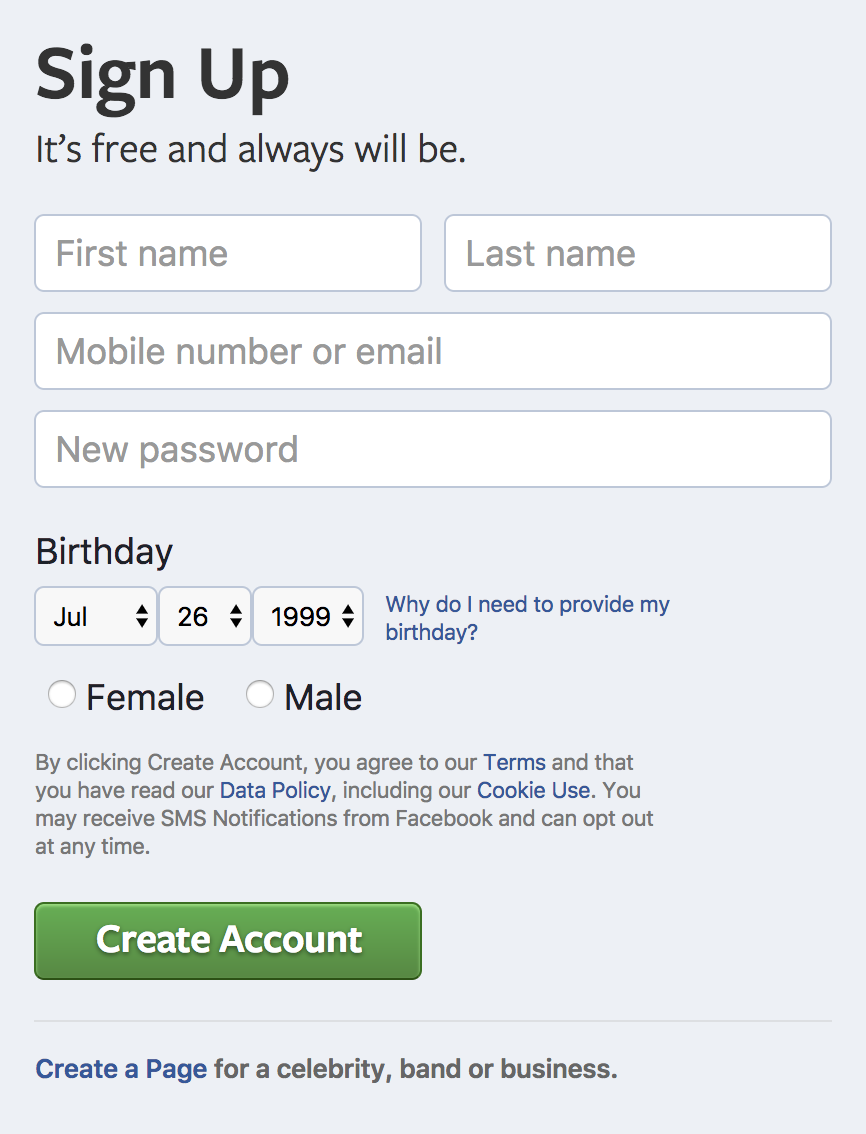 Sign Up
It’s free and always will be.
First name Last name
Mobile number or email
New password
Birthday
Jul 26 1999 Why do I need to provide my
birthday?
Female Male
By clicking Create Account, you agree to our Terms and that
you have read our Data Policy, including our Cookie Use. You
may receive SMS Notifications from Facebook and can opt out
at any time.
Create Account
Create a Page for a celebrity, band or business.